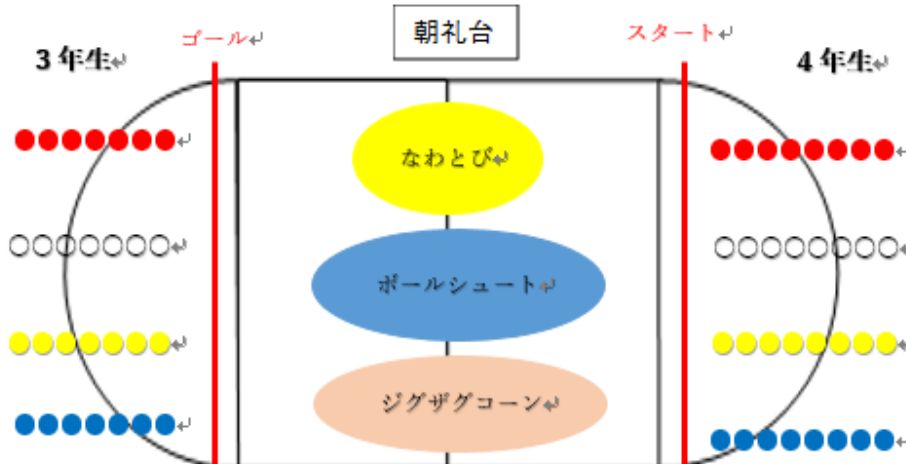 朝礼台
ゴール
スタート
3年生
4年生
なわとび
ボールシュート
ジグザグコーン